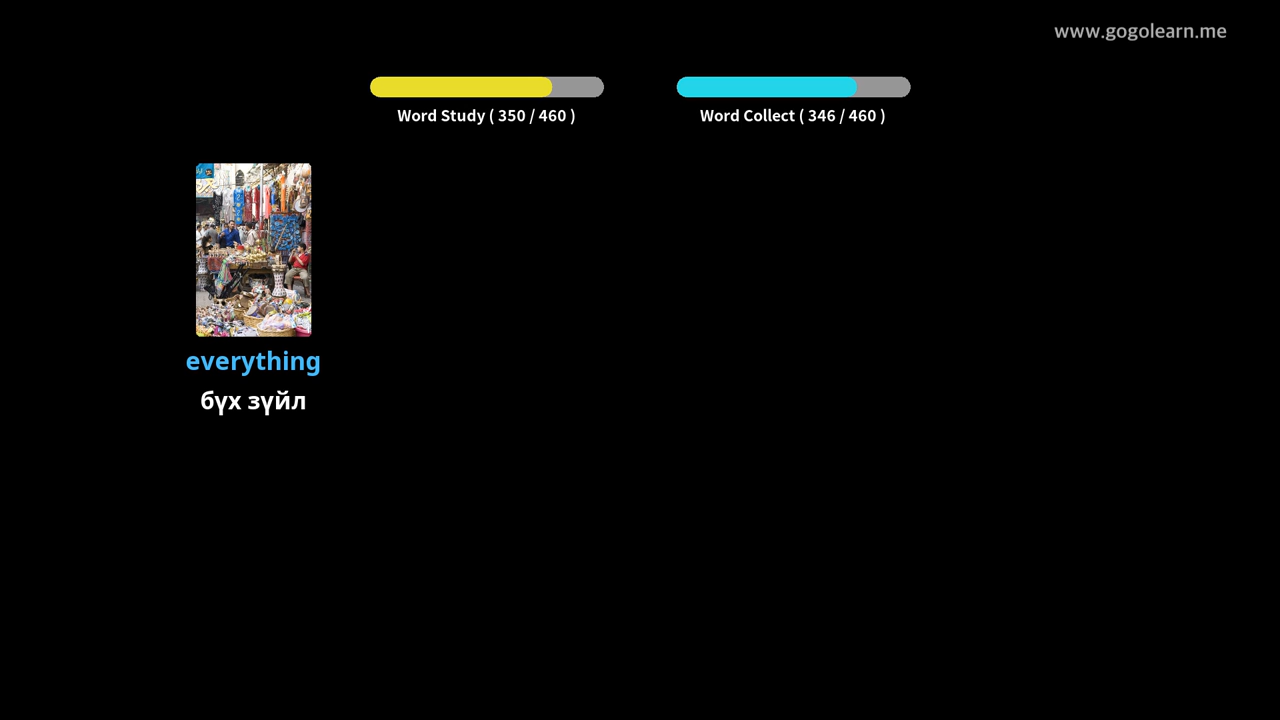 www.gogolearn.me
Word Study ( 350 / 460 )
Word Collect ( 346 / 460 )
everything
бүх зүйл